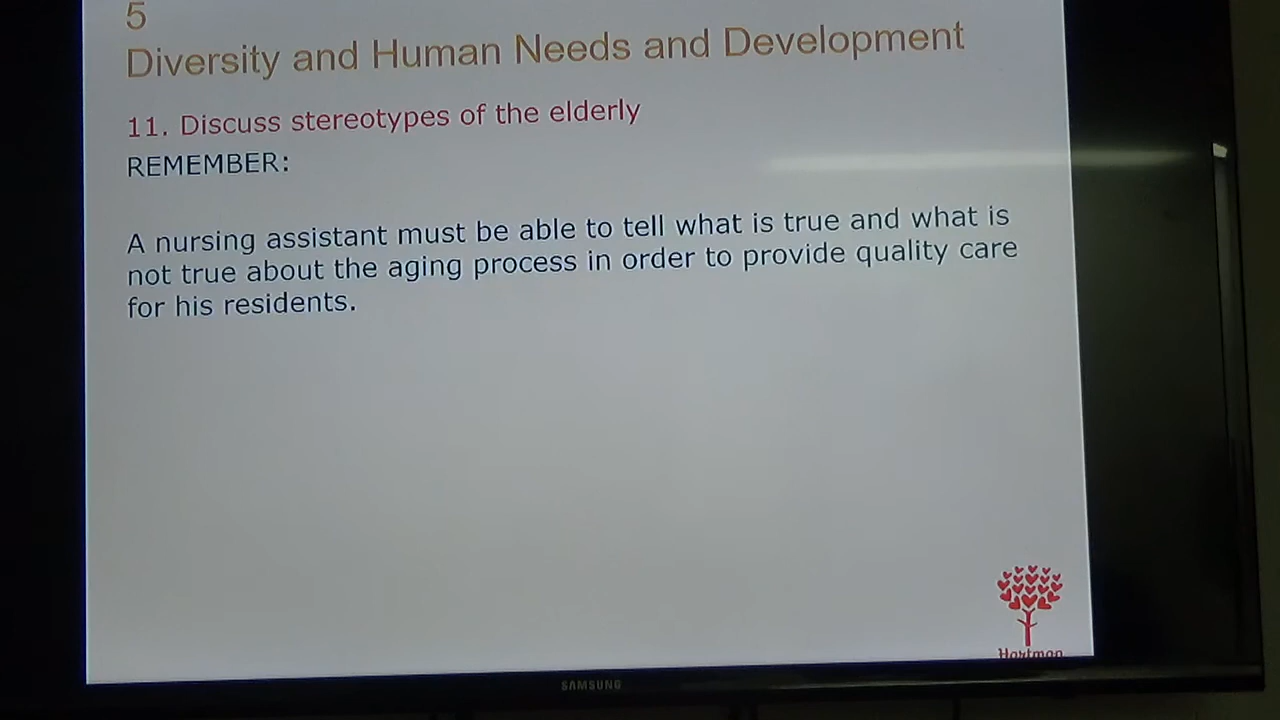 5
Diversity and Human Needs and Development
11. Discuss stereotypes of the elderly
REMEMBER:
A nursing assistant must be able to tell what is true and what is
not true about the aging process in order to provide quality care
for his residents.
Hartman
SAMSUNG